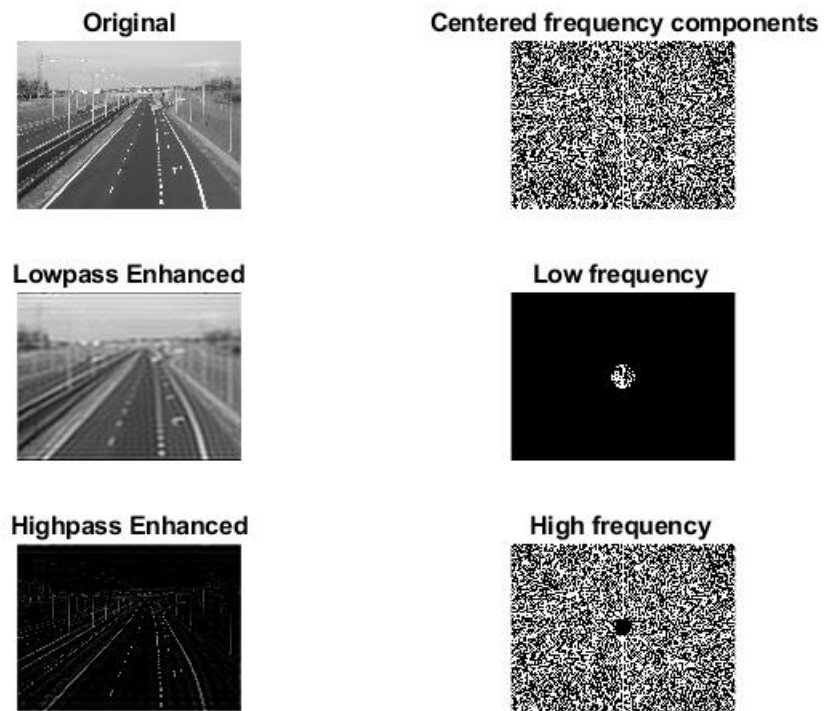 Original
Centered frequency components
Lowpass Enhanced
Low frequency
Highpass Enhanced
High frequency